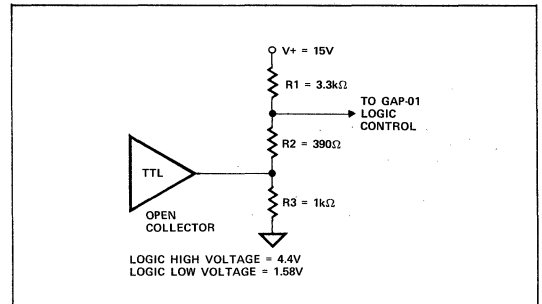 V+ = 15V
R1 = 3.3kΩ
TO GAP-01
LOGIC
CONTROL
R2 = 390Ω
TTL
R3 = 1kΩ
OPEN
COLLECTOR
LOGIC HIGH VOLTAGE = 4.4V
LOGIC LOW VOLTAGE = 1.58V